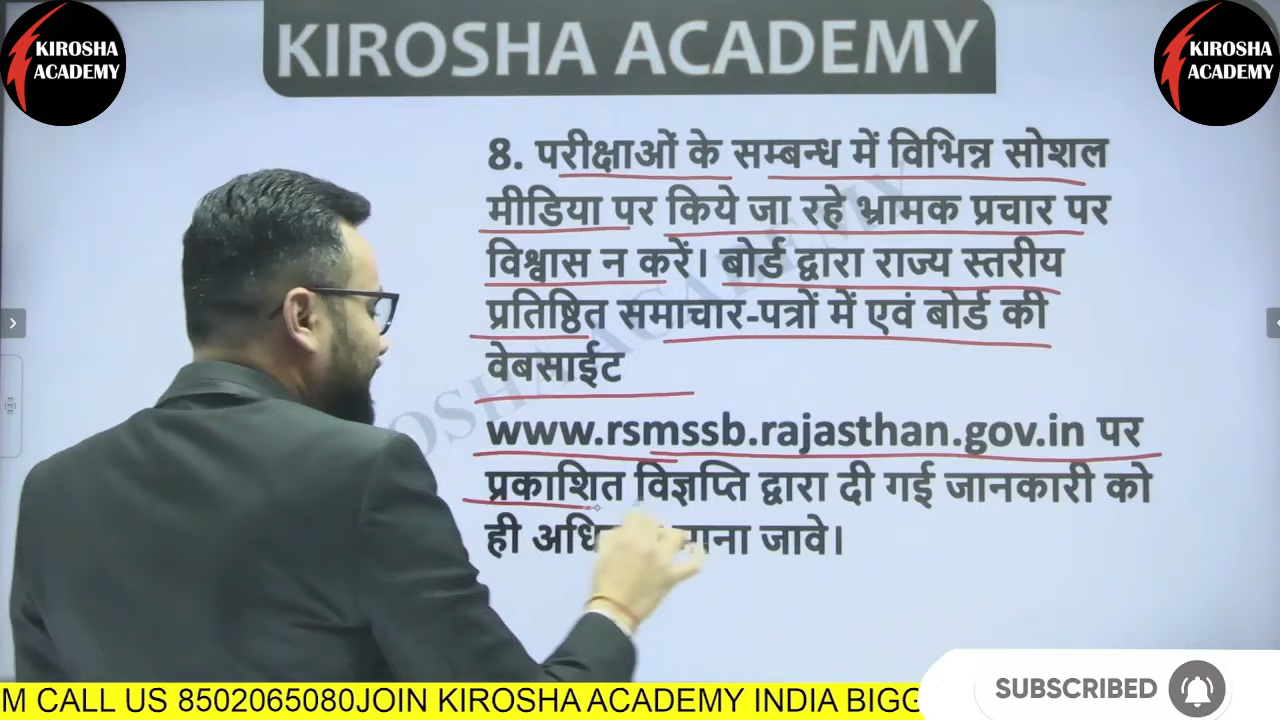 KIROSHA ACADEMY
KIROSHA
ACADEMY
KIROSHA
ACADEMY
8. परीक्षाओं के सम्बन्ध में विभिन्न सोशल
मीडिया पर किये जा रहे भ्रामक प्रचार पर
विश्वास न करें। बोर्ड द्वारा राज्य स्तरीय
प्रतिष्ठित समाचार-पत्रों में एवं बोर्ड की
वेबसाईट
www.rsmssb.rajasthan.gov.in पर
प्रकाशित विज्ञप्ति द्वारा दी गई जानकारी को
ही जावे।
M CALL US 8502065080JOIN KIROSHA ACADEMY INDIA BIGG
SUBSCRIBED